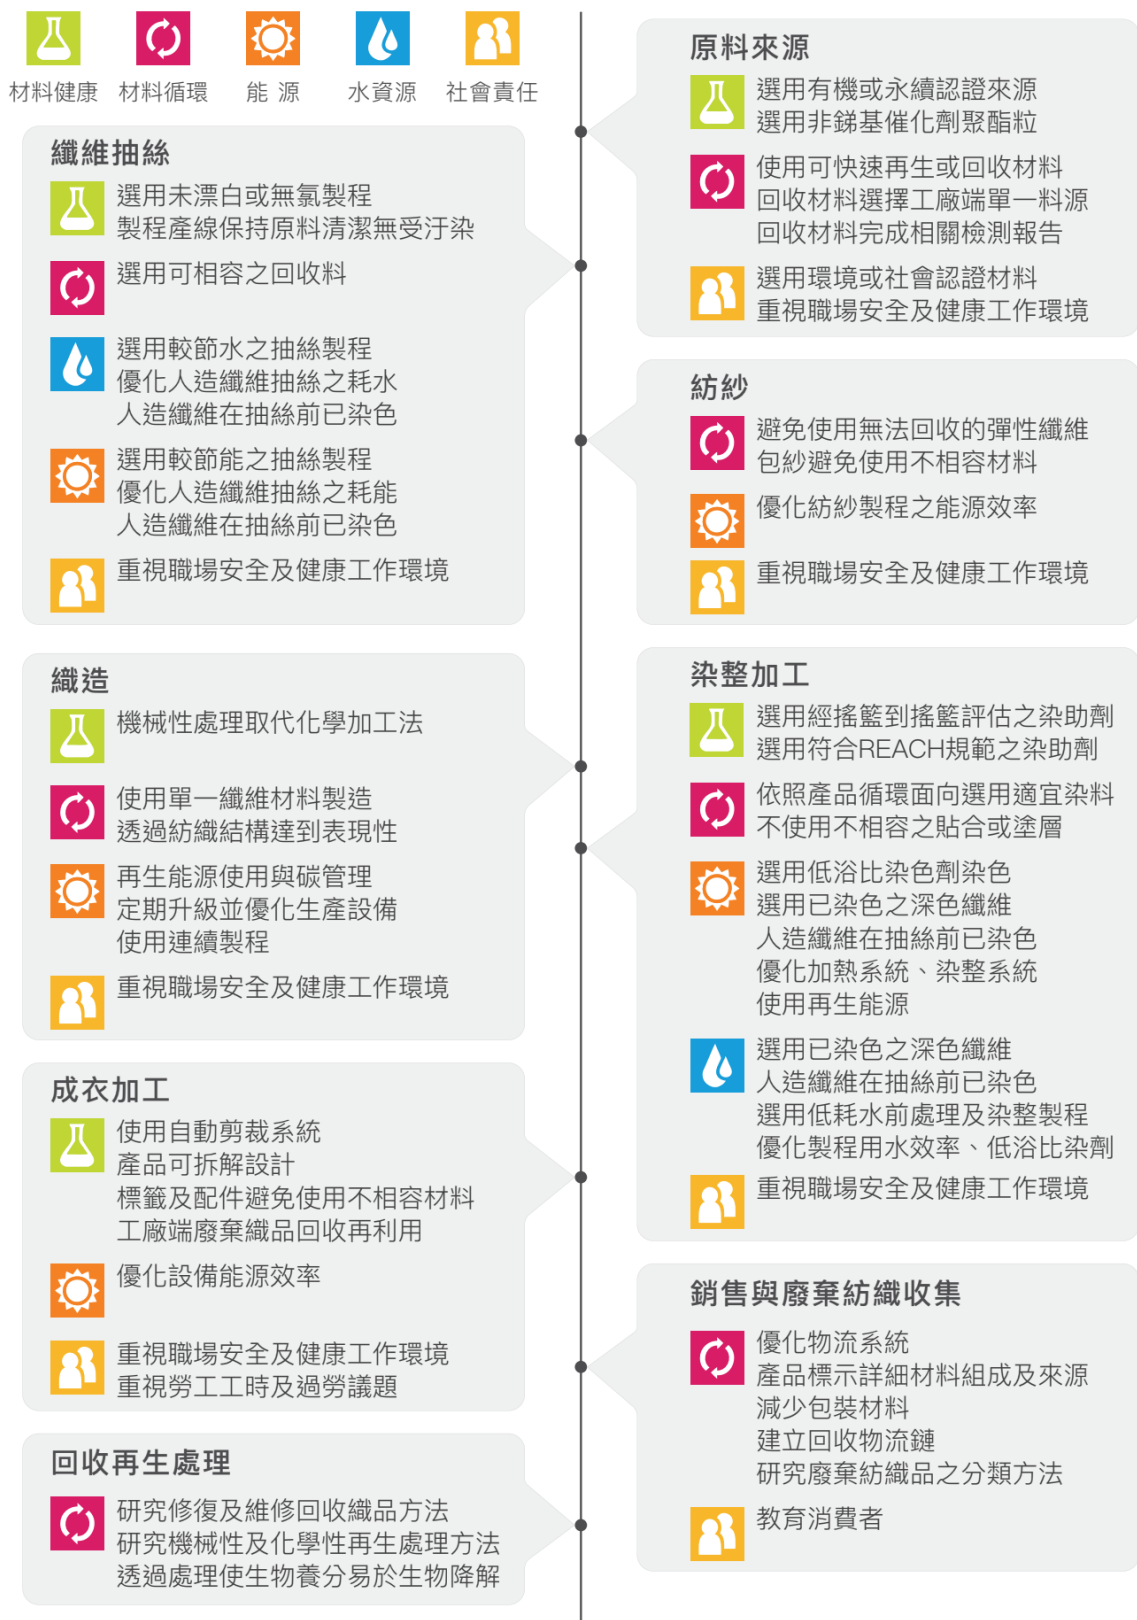 材料健康
材料循環
能 源
水資源
社會責任
原料來源
選用有機或永續認證來源
選用非銻基催化劑聚酯粒
使用可快速再生或回收材料
回收材料選擇工廠端單一料源
回收材料完成相關檢測報告
選用環境或社會認證材料
重視職場安全及健康工作環境
纖維抽絲
選用未漂白或無氯製程
製程產線保持原料清潔無受汙染
選用可相容之回收料
選用較節水之抽絲製程
優化人造纖維抽絲之耗水
人造纖維在抽絲前已染色
選用較節能之抽絲製程
優化人造纖維抽絲之耗能
人造纖維在抽絲前已染色
重視職場安全及健康工作環境
紡紗
避免使用無法回收的彈性纖維
包紗避免使用不相容材料
優化紡紗製程之能源效率
重視職場安全及健康工作環境
織造
機械性處理取代化學加工法
使用單一纖維材料製造
透過紡織結構達到表現性
再生能源使用與碳管理
定期升級並優化生產設備
使用連續製程
重視職場安全及健康工作環境
染整加工
選用經搖籃到搖籃評估之染助劑
選用符合REACH規範之染助劑
依照產品循環面向選用適宜染料
不使用不相容之貼合或塗層
選用低浴比染色劑染色
選用已染色之深色纖維
人造纖維在抽絲前已染色
優化加熱系統、染整系統
使用再生能源
選用已染色之深色纖維
人造纖維在抽絲前已染色
選用低耗水前處理及染整製程
優化製程用水效率、低浴比染劑
重視職場安全及健康工作環境
成衣加工
使用自動剪裁系統
產品可拆解設計
標籤及配件避免使用不相容材料
工廠端廢棄織品回收再利用
優化設備能源效率
重視職場安全及健康工作環境
重視勞工工時及過勞議題
銷售與廢棄紡織收集
優化物流系統
產品標示詳細材料組成及來源
減少包裝材料
建立回收物流鏈
研究廢棄紡織品之分類方法
教育消費者
回收再生處理
研究修復及維修回收織品方法
研究機械性及化學性再生處理方法
透過處理使生物養分易於生物降解